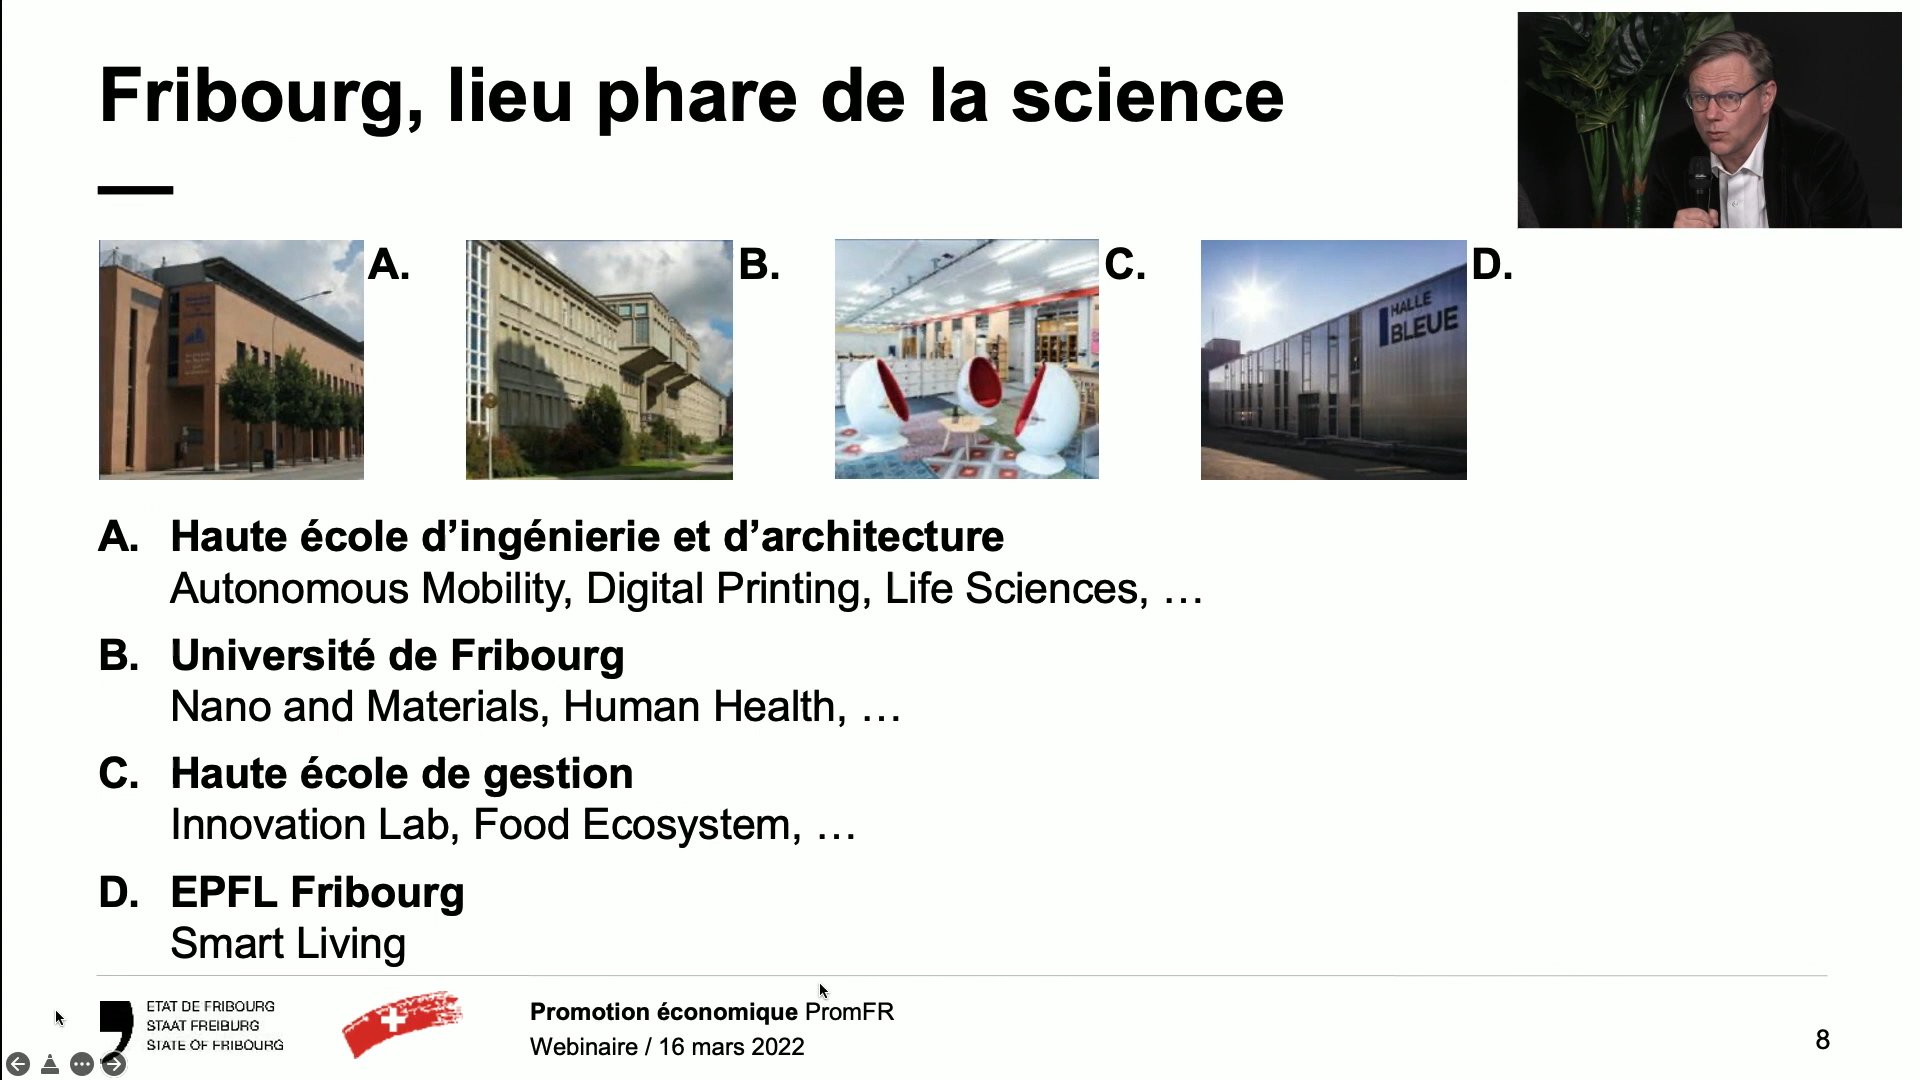 Fribourg, lieu phare de la science
A.
B.
C.
D.
HALLE
BLEUE
A. Haute école d’ingénierie et d’architecture
Autonomous Mobility, Digital Printing, Life Sciences, …
B. Université de Fribourg
Nano and Materials, Human Health, …
C. Haute école de gestion
Innovation Lab, Food Ecosystem, …
D. EPFL Fribourg
Smart Living
ETAT DE FRIBOURG
STAAT FREIBURG
STATE OF FRIBOURG
Promotion économique PromFR
Webinaire / 16 mars 2022
8